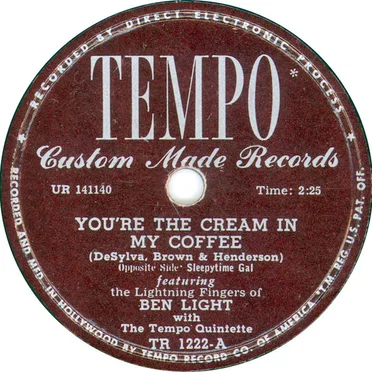 RECORDED BY DIRECT ELECTRONIC PROCESS
TEMPO*
Custom Made Records
UR 141140
Time: 2:25
YOU'RE THE CREAM IN
MY COFFEE
(DeSylva, Brown & Henderson)
Opposite Side- Sleepytime Gal
featuring
the Lightning Fingers of
BEN LIGHT
with
The Tempo Quintette
TR 1222-A
RECORDED AND MFD. IN HOLLYWOOD BY TEMPO RECORD CO. OF AMERICA *T.M. REG. U.S. PAT. OFF.